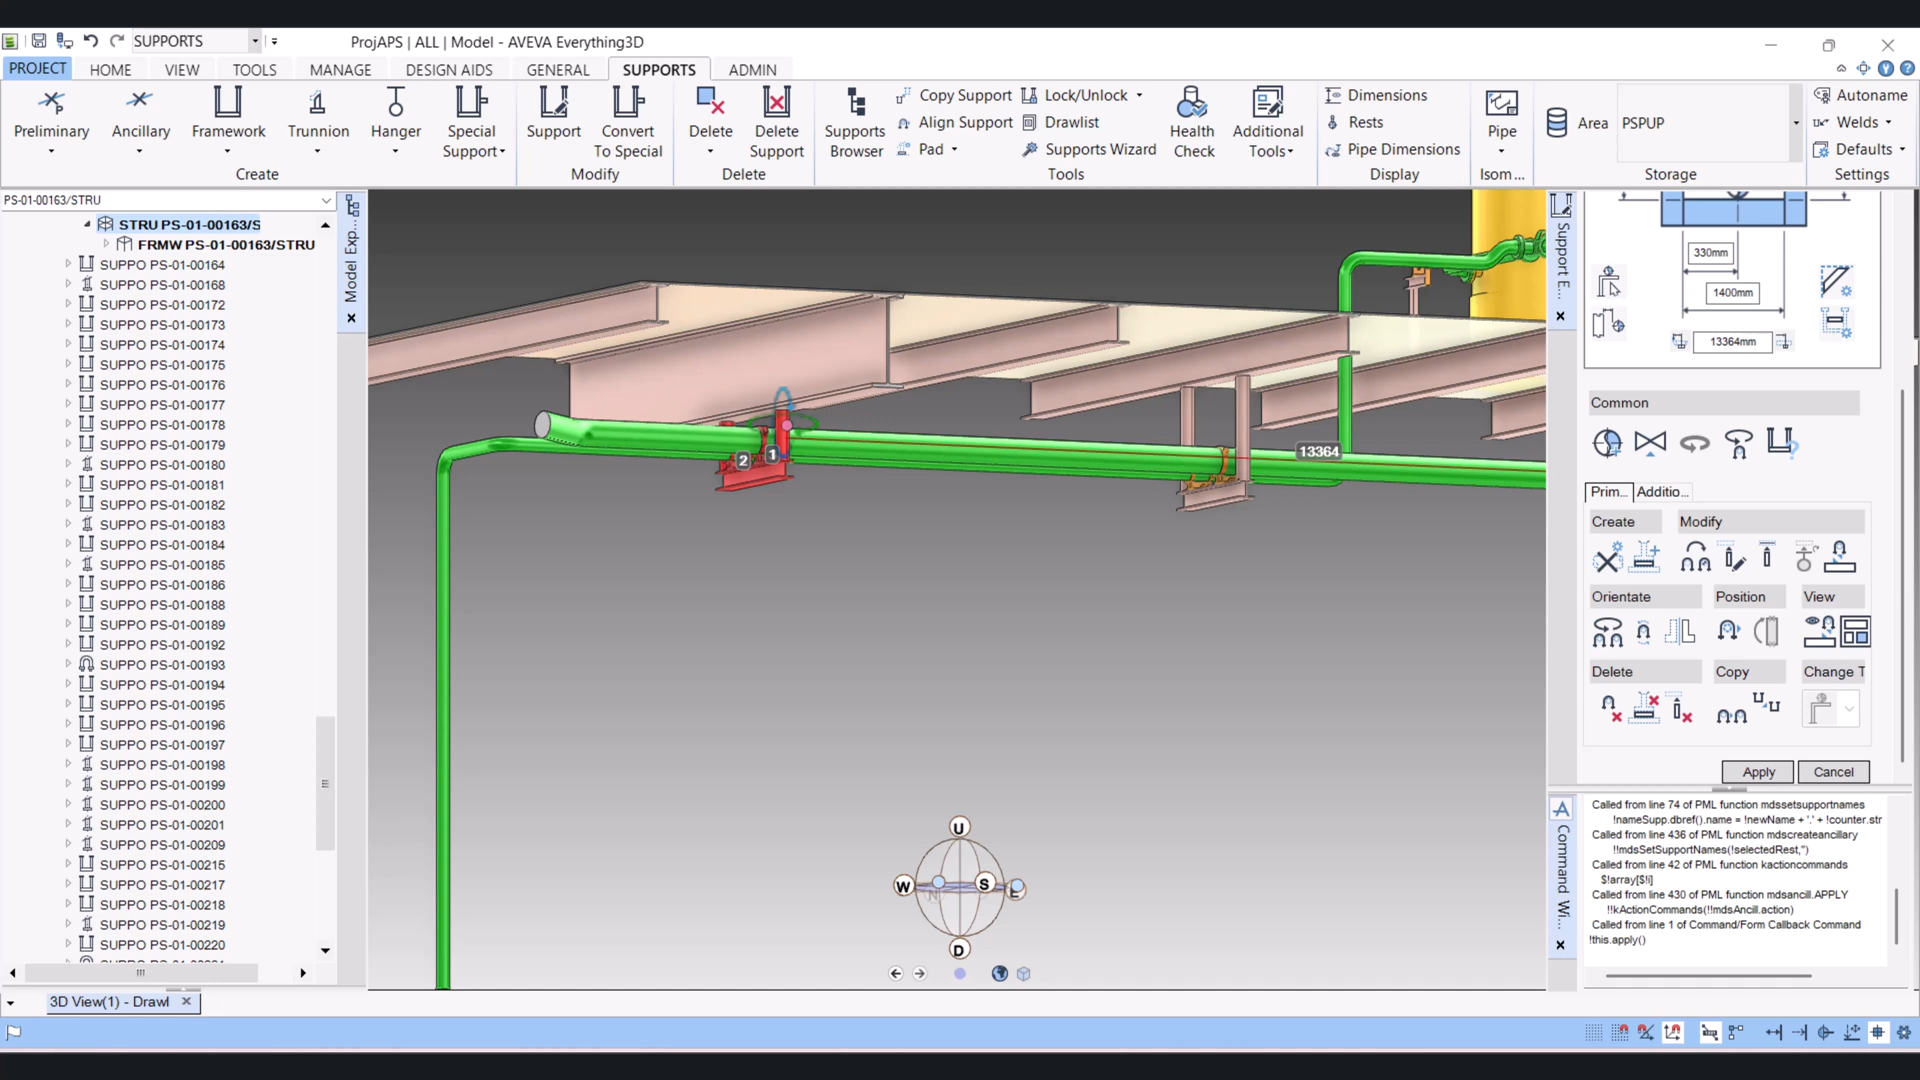 SUPPORTS
ProjAPS | ALL | Model - AVEVA Everything3D
PROJECT HOME VIEW TOOLS MANAGE DESIGN AIDS GENERAL SUPPORTS ADMIN
Preliminary
Ancillary
Framework
Trunnion
Hanger
Special
Support
Create
Support
Convert
To Special
Modify
Delete
Delete
Support
Delete
Supports
Browser
Copy Support
Align Support
Pad
Lock/Unlock
Drawlist
Supports Wizard
Health
Check
Additional
Tools
Tools
Dimensions
Rests
Pipe Dimensions
Display
Pipe
Isom ...
Area PSPUP
Storage
Autoname
Welds
Defaults
Settings
PS-01-00163/STRU
STRU PS-01-00163/S
FRMW PS-01-00163/STRU
SUPPO PS-01-00164
SUPPO PS-01-00168
SUPPO PS-01-00172
SUPPO PS-01-00173
SUPPO PS-01-00174
SUPPO PS-01-00175
SUPPO PS-01-00176
SUPPO PS-01-00177
SUPPO PS-01-00178
SUPPO PS-01-00179
SUPPO PS-01-00180
SUPPO PS-01-00181
SUPPO PS-01-00182
SUPPO PS-01-00183
SUPPO PS-01-00184
SUPPO PS-01-00185
SUPPO PS-01-00186
SUPPO PS-01-00188
SUPPO PS-01-00189
SUPPO PS-01-00192
SUPPO PS-01-00193
SUPPO PS-01-00194
SUPPO PS-01-00195
SUPPO PS-01-00196
SUPPO PS-01-00197
SUPPO PS-01-00198
SUPPO PS-01-00199
SUPPO PS-01-00200
SUPPO PS-01-00201
SUPPO PS-01-00209
SUPPO PS-01-00215
SUPPO PS-01-00217
SUPPO PS-01-00218
SUPPO PS-01-00219
SUPPO PS-01-00220
Model Exp...
2
1
13364
U
W
S
N
E
D
Support E...
330mm
1400mm
13364mm
Common
Prim... Additio...
Create Modify
Orientate Position View
Delete Copy Change T
Apply Cancel
Command Wi...
Called from line 74 of PML function mdssetsupportnames
!nameSupp.dbref().name = !newName + '.' + !counter.str
Called from line 436 of PML function mdscreateancillary
!!mdsSetSupportNames(!selectedRest,'')
Called from line 42 of PML function kactioncommands
$!array[$!i]
Called from line 430 of PML function mdsancill.APPLY
!!kActionCommands(!!mdsAncill.action)
Called from line 1 of Command/Form Callback Command
!this.apply()
3D View(1) - Drawl